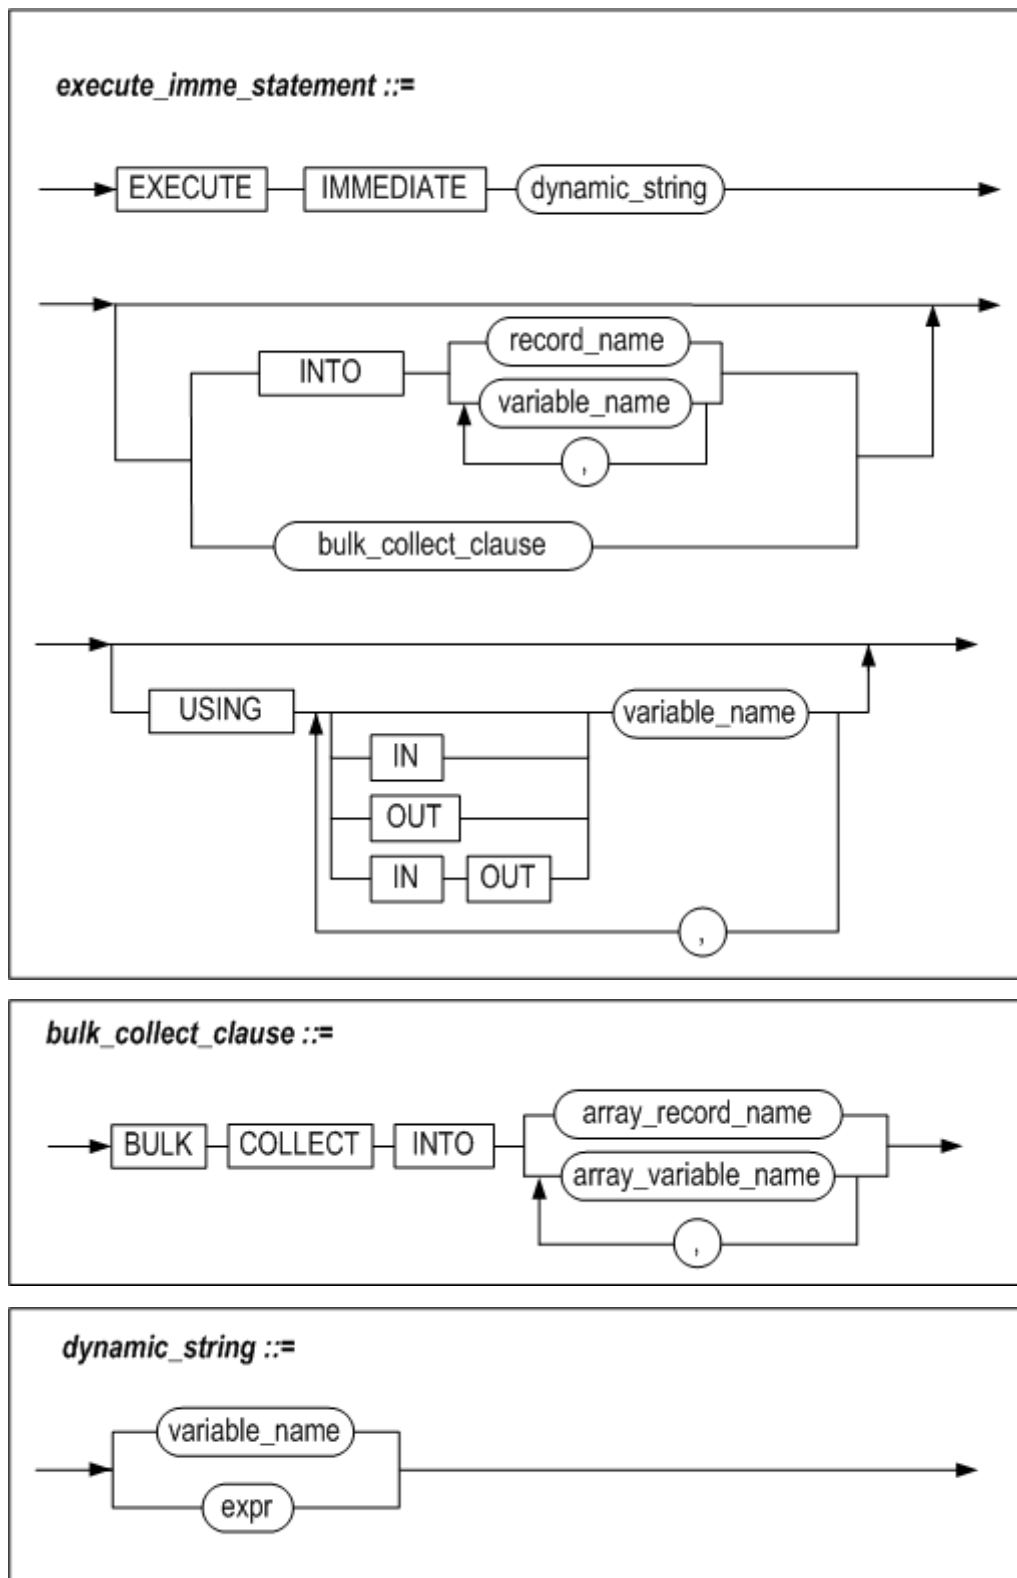 execute_imme_statement ::=
EXECUTE IMMEDIATE dynamic_string
record_name
INTO
variable_name
,
bulk_collect_clause
USING variable_name
IN
OUT
IN OUT
,
bulk_collect_clause ::=
array_record_name
BULK COLLECT INTO
array_variable_name
,
dynamic_string ::=
variable_name
expr